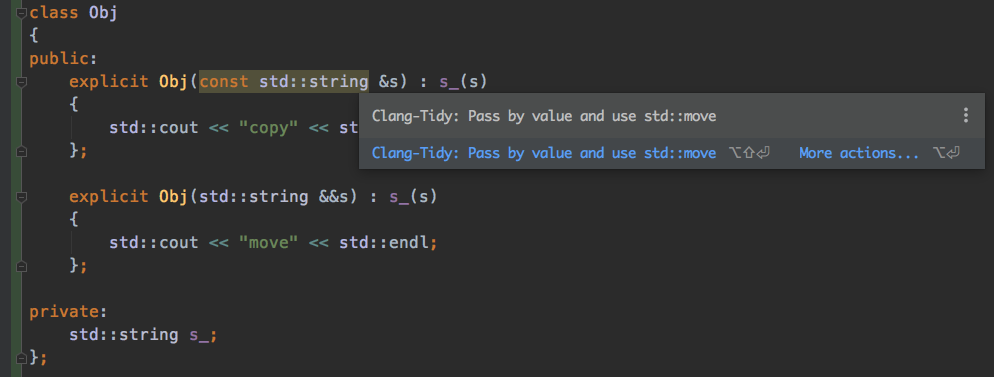 class Obj
{
public:
    explicit Obj(const std::string &s) : s_(s)
    {
Clang-Tidy: Pass by value and use std::move
        std::cout << "copy" << st
Clang-Tidy: Pass by value and use std::move ⌥⇧⏎ More actions... ⌥⏎
    };
    explicit Obj(std::string &&s) : s_(s)
    {
        std::cout << "move" << std::endl;
    };
private:
    std::string s_;
};